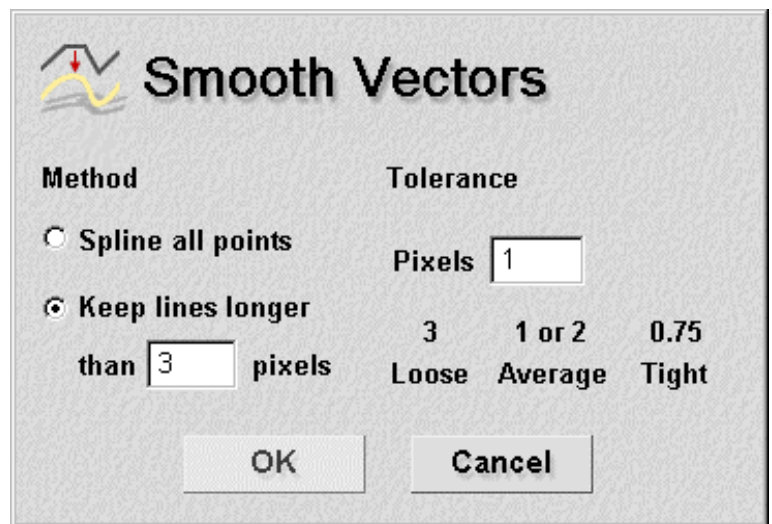 Smooth Vectors
Method
Spline all points
Keep lines longer
than 3 pixels
Tolerance
Pixels 1
3 1 or 2 0.75
Loose Average Tight
OK Cancel